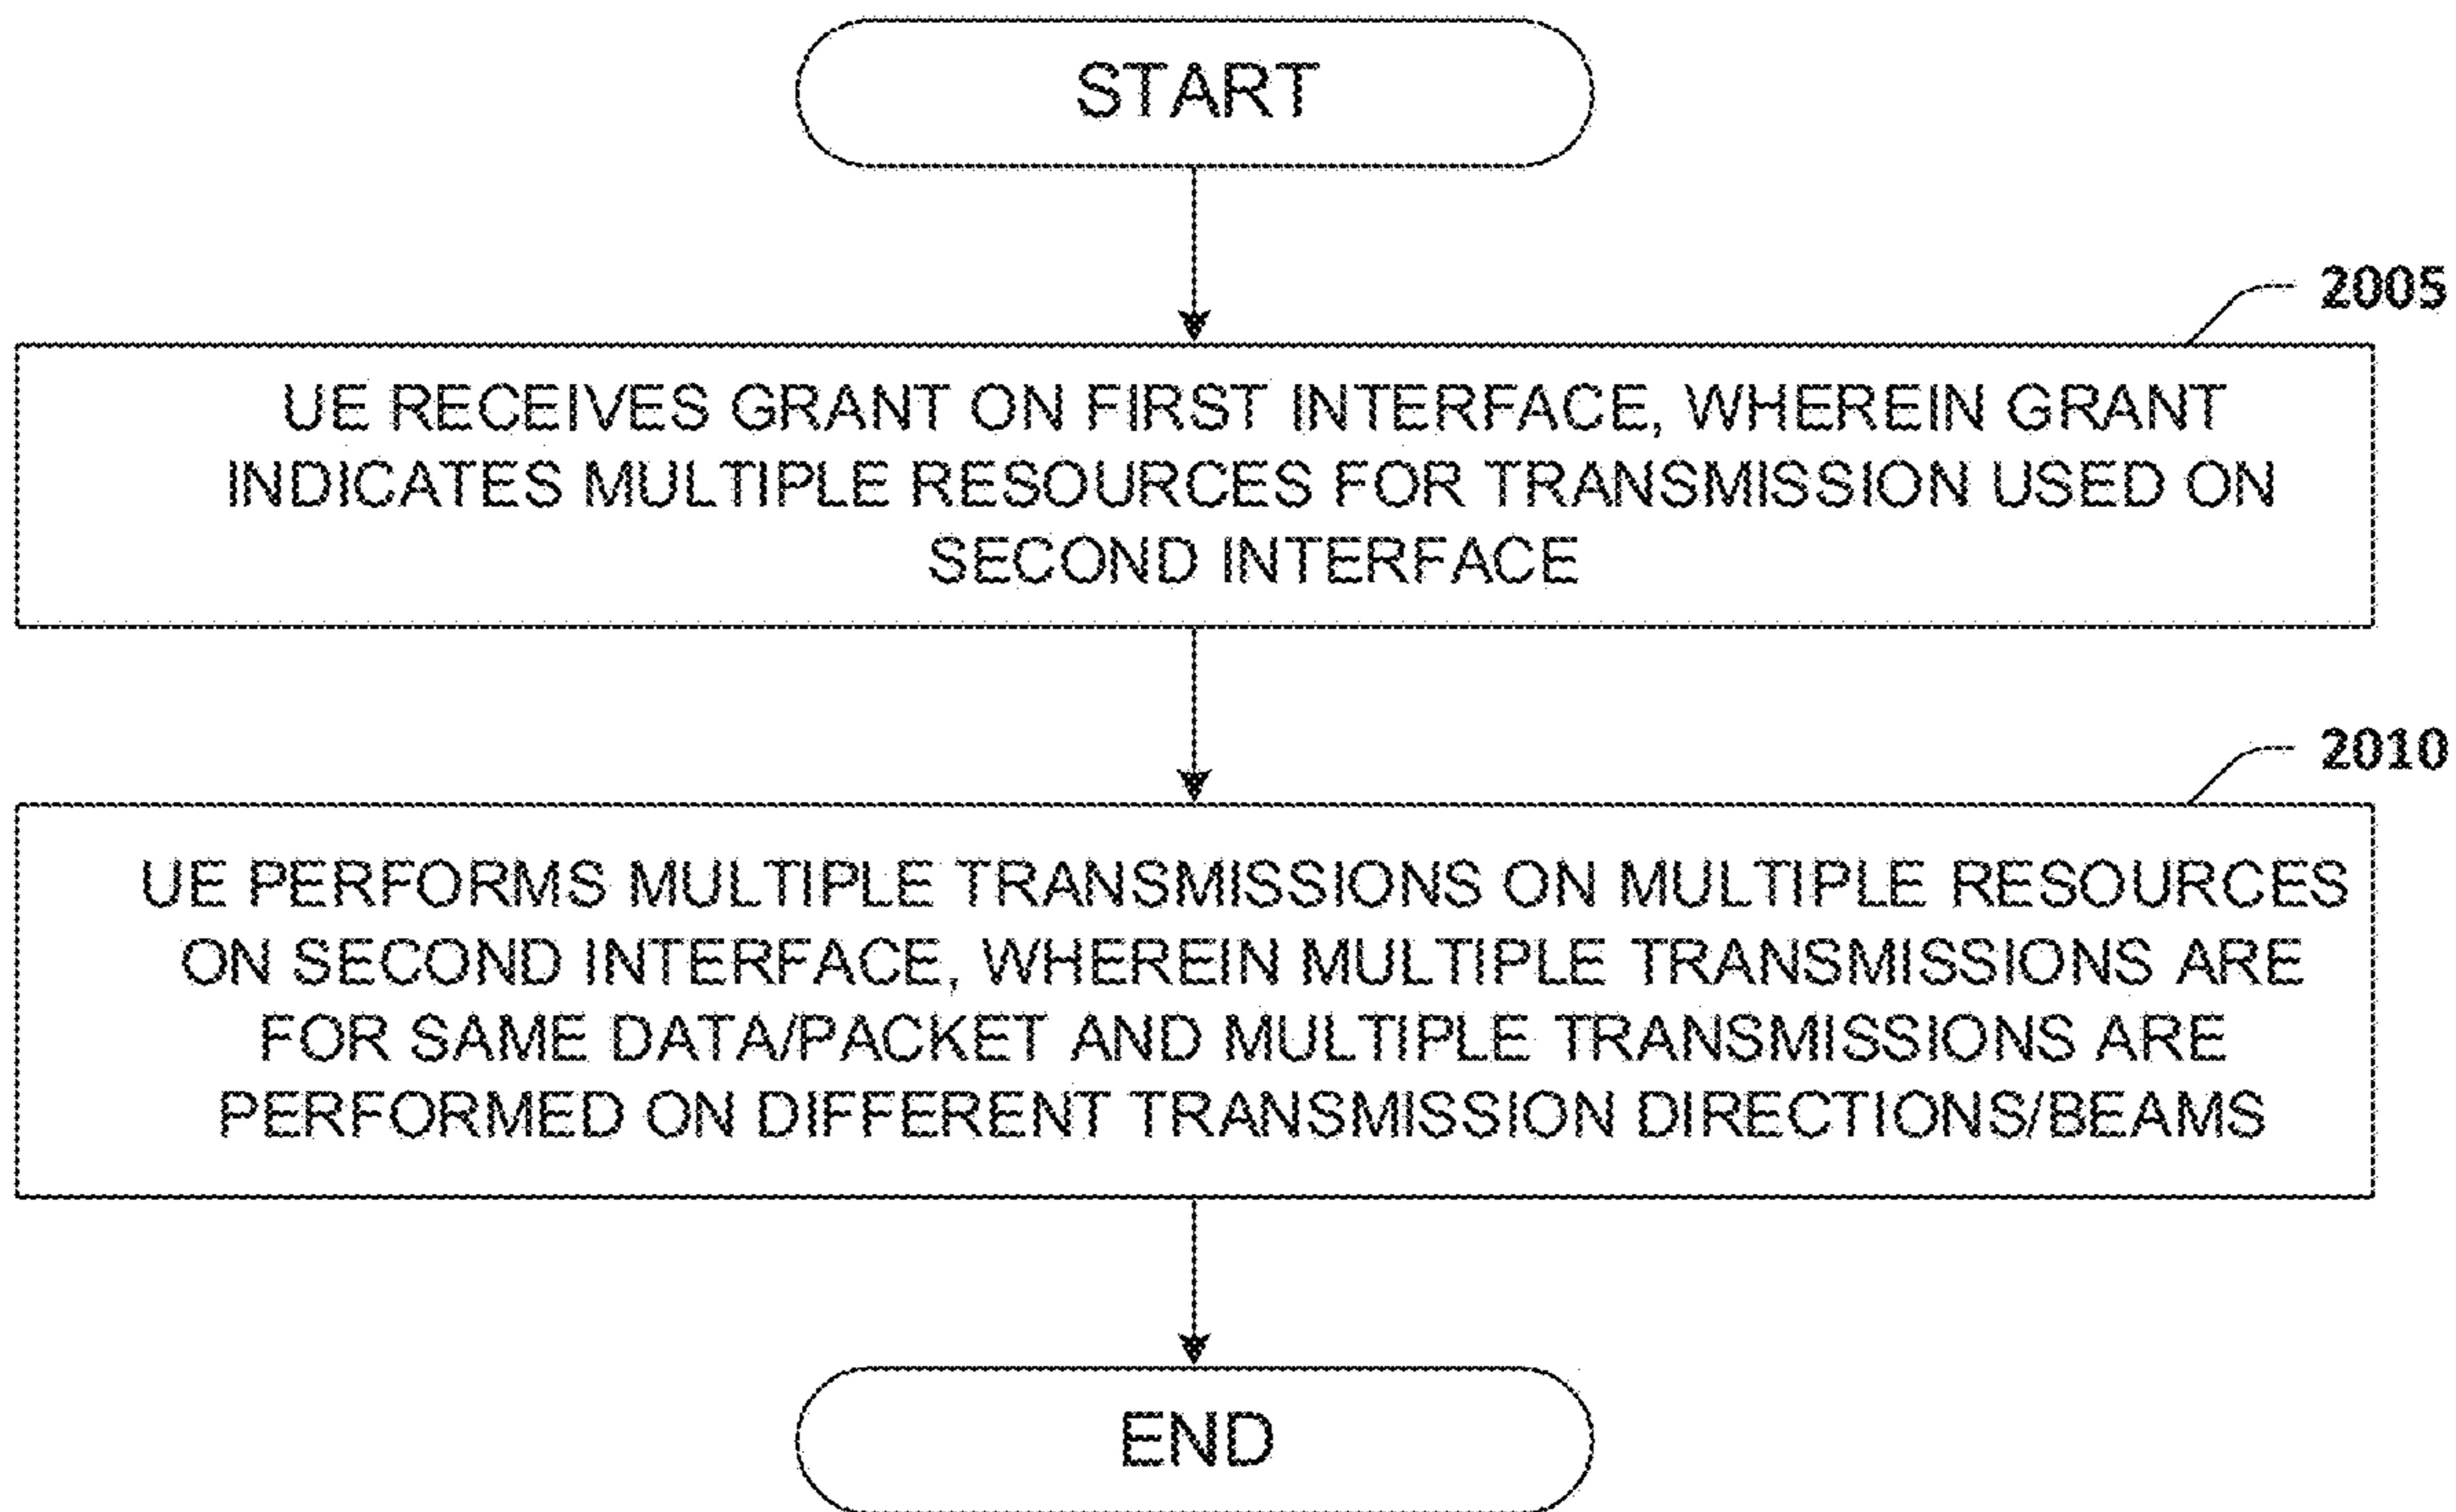 START
2005
UE RECEIVES GRANT ON FIRST INTERFACE, WHEREIN GRANT
INDICATES MULTIPLE RESOURCES FOR TRANSMISSION USED ON
SECOND INTERFACE
2010
UE PERFORMS MULTIPLE TRANSMISSIONS ON MULTIPLE RESOURCES
ON SECOND INTERFACE, WHEREIN MULTIPLE TRANSMISSIONS ARE
FOR SAME DATA/PACKET AND MULTIPLE TRANSMISSIONS ARE
PERFORMED ON DIFFERENT TRANSMISSION DIRECTIONS/BEAMS
END